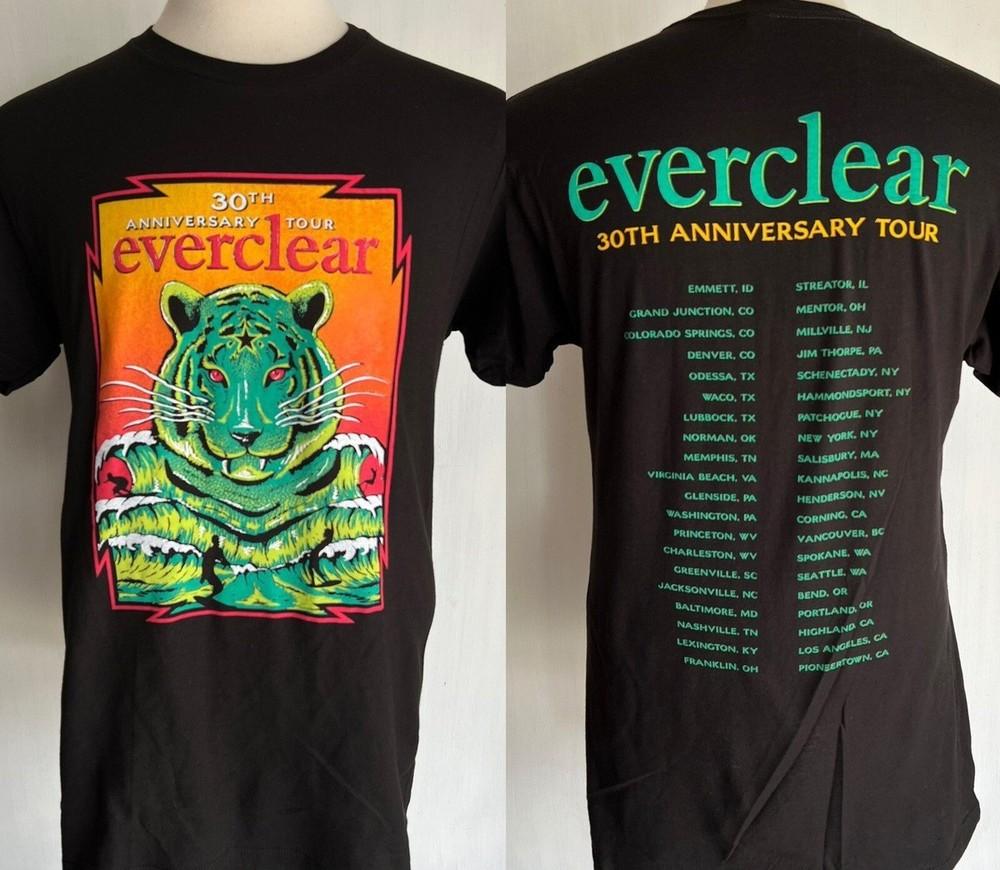 30TH
ANNIVERSARY TOUR
everclear
everclear
30TH ANNIVERSARY TOUR
EMMETT, ID
GRAND JUNCTION, CO
COLORADO SPRINGS, CO
DENVER, CO
ODESSA, TX
WACO, TX
LUBBOCK, TX
NORMAN, OK
MEMPHIS, TN
VIRGINIA BEACH, VA
GLENSIDE, PA
WASHINGTON, PA
PRINCETON, WV
CHARLESTON, WV
GREENVILLE, SC
JACKSONVILLE, NC
BALTIMORE, MD
NASHVILLE, TN
LEXINGTON, KY
FRANKLIN, OH
STREATOR, IL
MENTOR, OH
MILLVILLE, NJ
JIM THORPE, PA
SCHENECTADY, NY
HAMMONDSPORT, NY
PATCHOGUE, NY
NEW YORK, NY
SALISBURY, MA
KANNAPOLIS, NC
HENDERSON, NV
CORNING, CA
VANCOUVER, BC
SPOKANE, WA
SEATTLE, WA
BEND, OR
PORTLAND, OR
HIGHLAND, CA
LOS ANGELES, CA
PIONEERTOWN, CA